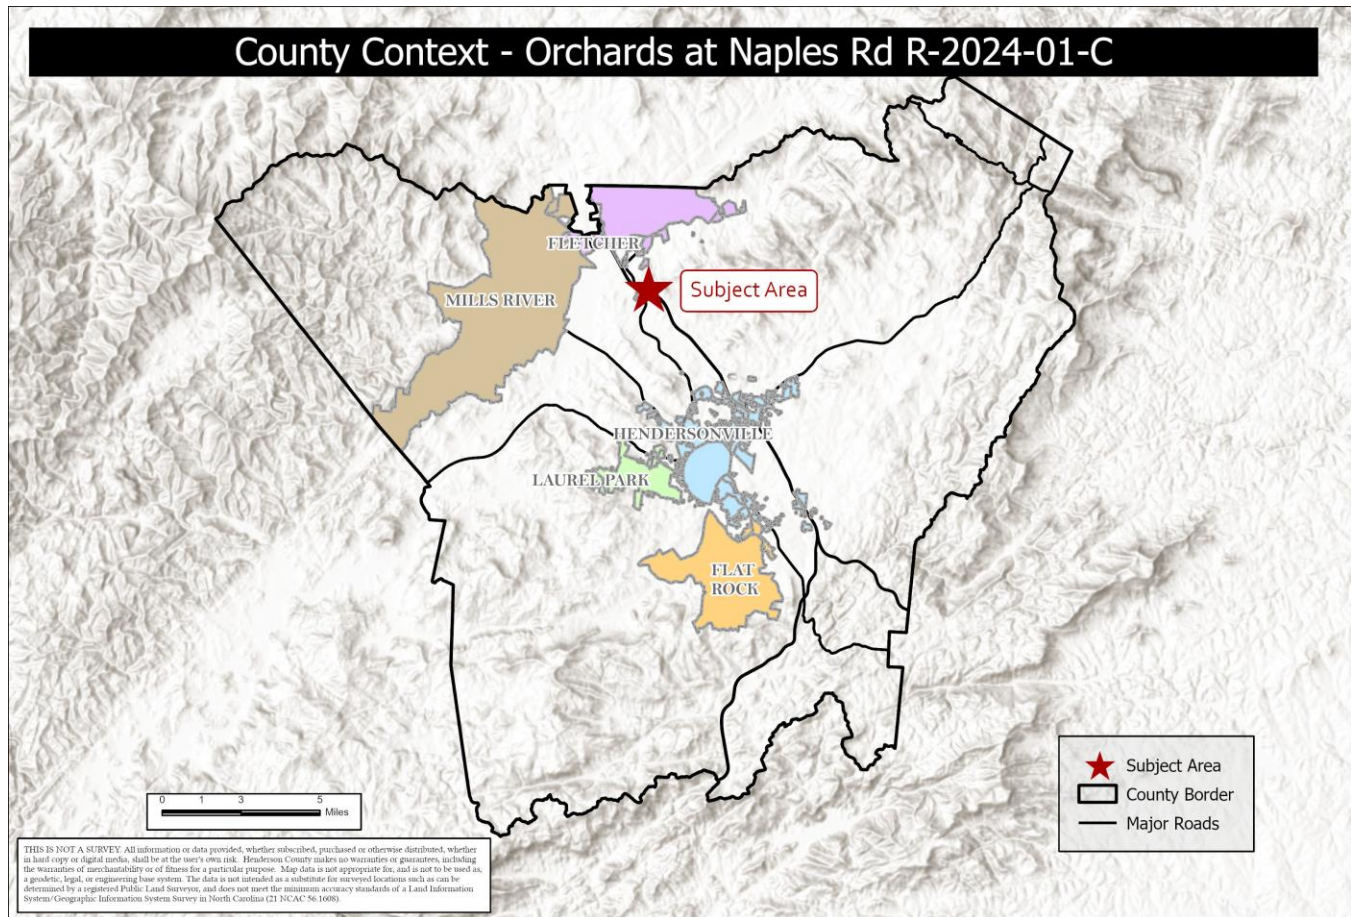 County Context - Orchards at Naples Rd R-2024-01-C
FLETCHER
MILLS RIVER
Subject Area
HENDERSONVILLE
LAUREL PARK
FLAT
ROCK
Subject Area
County Border
Major Roads
0 1 3 5
Miles
THIS IS NOT A SURVEY. All information or data provided, whether subscribed, purchased or otherwise distributed, whether
in hard copy or digital media, shall be at the user's own risk. Henderson County makes no warranties or guarantees, including
the warranties of merchantability or of fitness for a particular purpose. Map data is not appropriate for, and is not to be used as,
a geodetic, legal, or engineering base system. The data is not intended as a substitute for surveyed locations such as can be
determined by a registered Public Land Surveyor, and does not meet the minimum accuracy standards of a Land Information
System/Geographic Information System Survey in North Carolina (21 NCAC 56.1608).